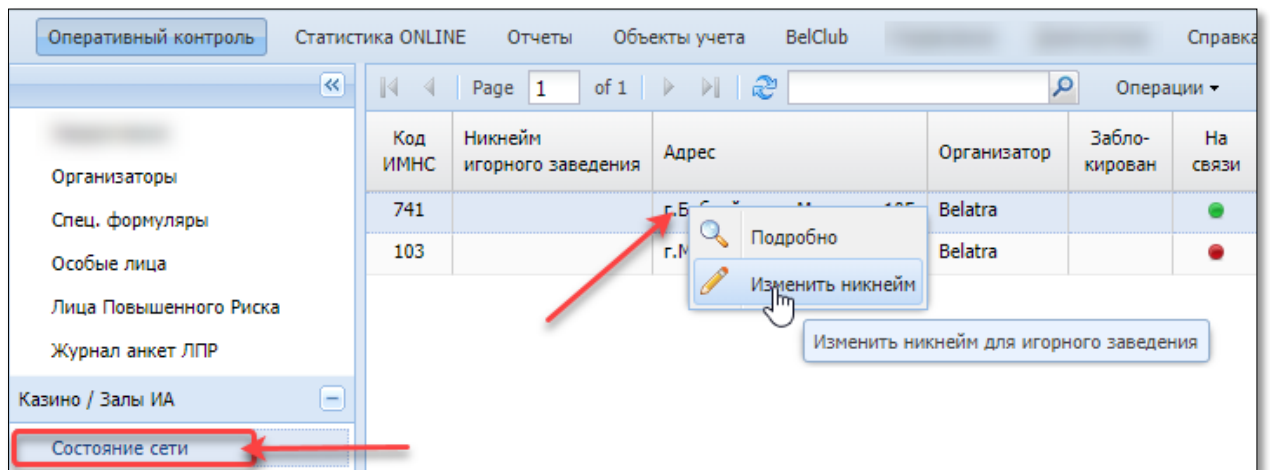 Оперативный контроль Статистика ONLINE Отчеты Объекты учета BelClub Справка
Page 1 of 1 Операции
Код ИМНС
Никнейм игорного заведения
Адрес
Организатор
Забло-
кирован
На связи
Организаторы
Спец. формуляры
Особые лица
Лица Повышенного Риска
Журнал анкет ЛПР
Казино / Залы ИА
Состояние сети
741 Belatra
103 Belatra
Подробно
Изменить никнейм
Изменить никнейм для игорного заведения